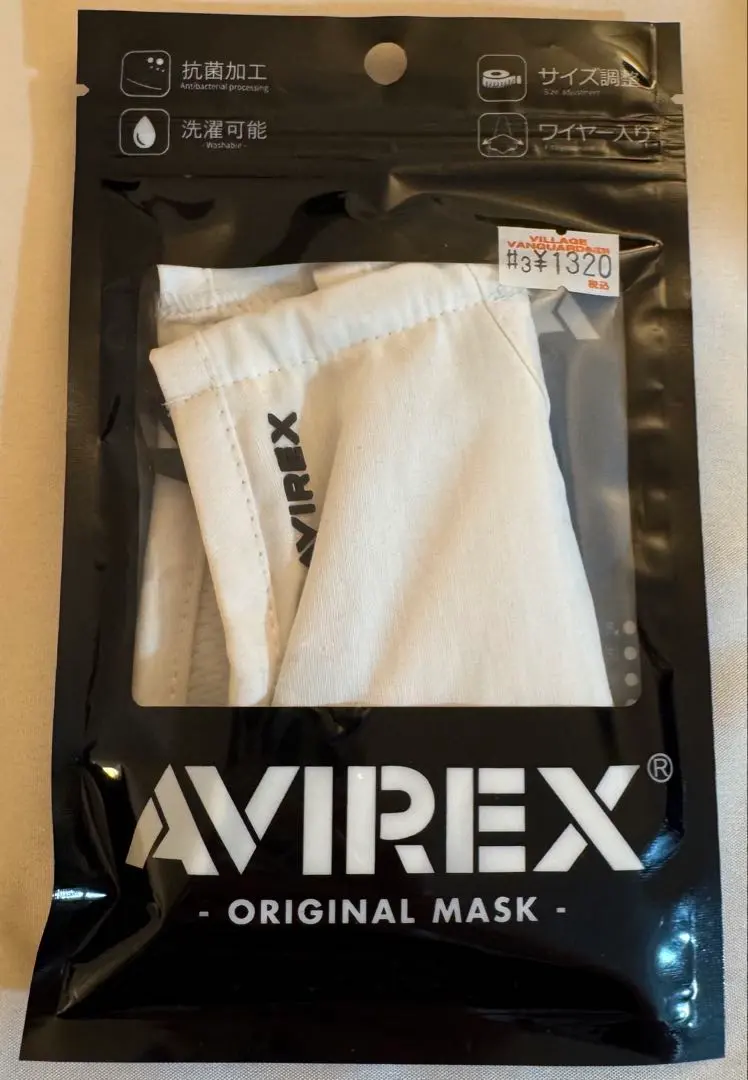 抗菌加工
Antibacterial processing
洗濯可能
- Washable -
サイズ調整
Size adjustment
ワイヤー入り
VILLAGE
VANGUARD
#3¥1320
税込
AVIREX
AVIREX®
- ORIGINAL MASK -